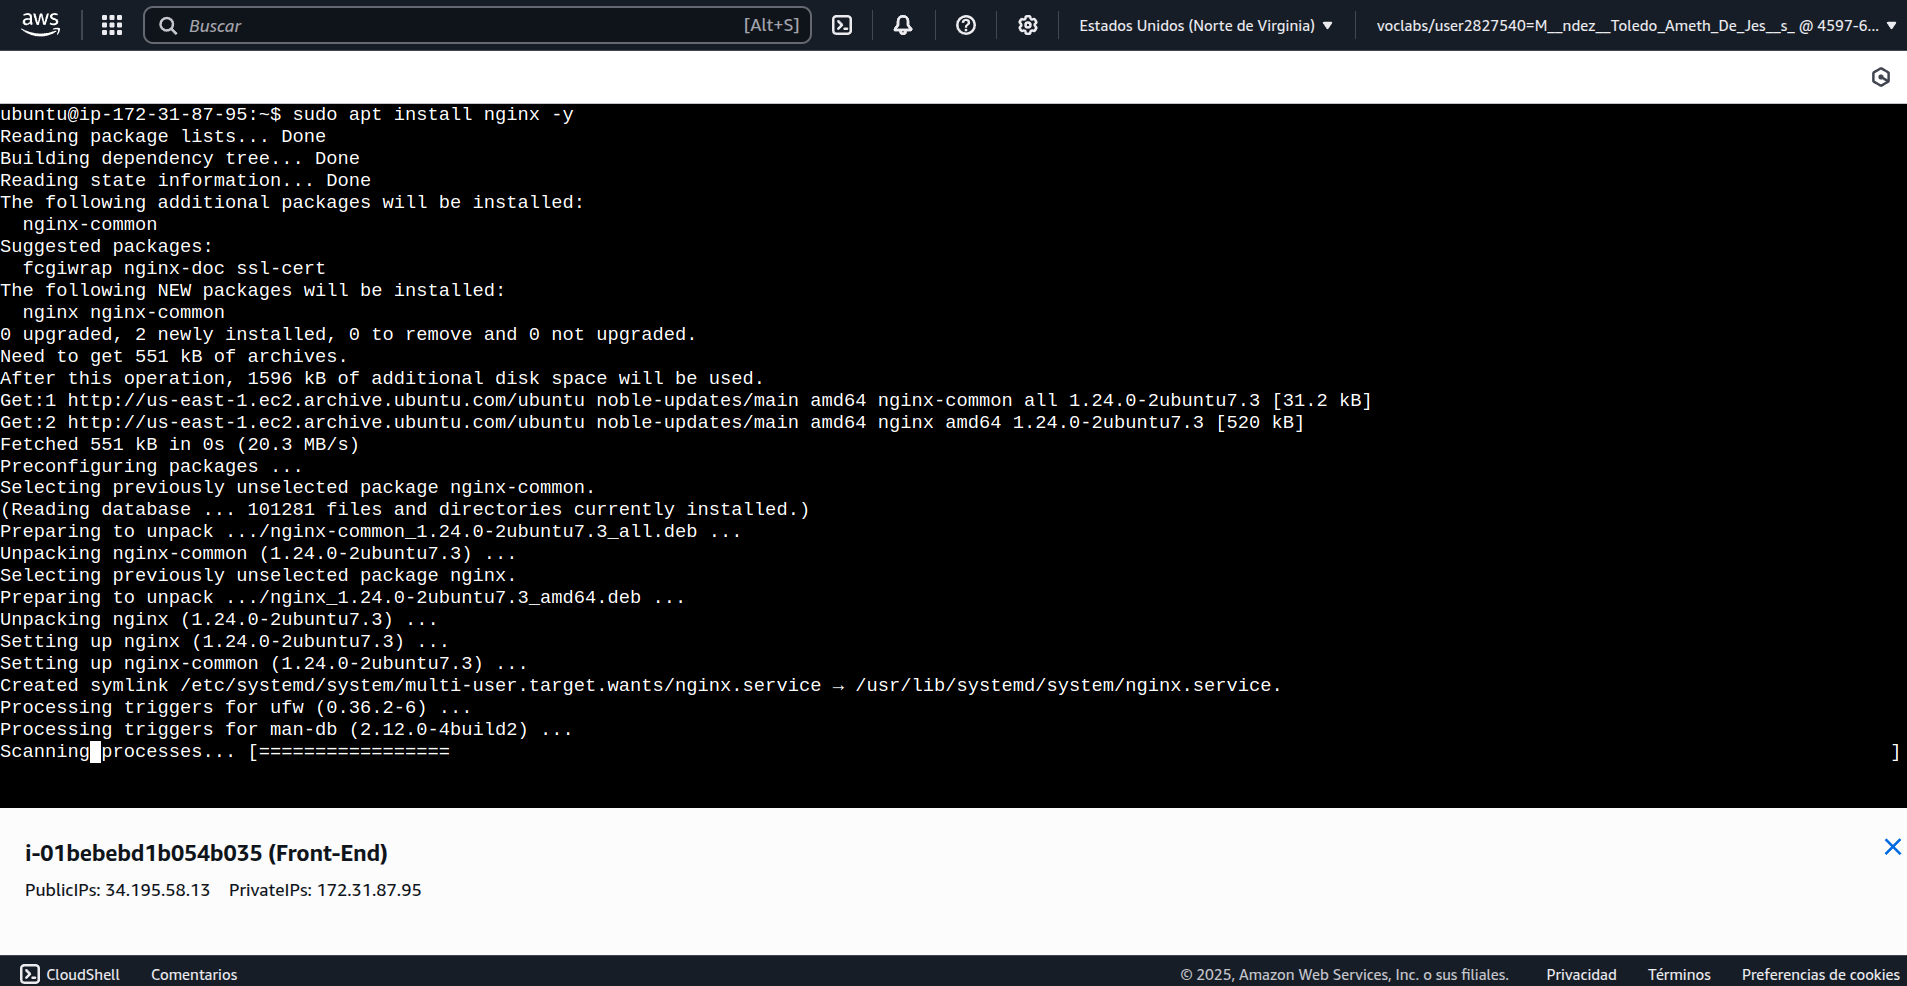 aws
Buscar [Alt+S] Estados Unidos (Norte de Virginia) voclabs/user2827540=M__ndez__Toledo_Ameth_De_Jes__s_ @ 4597-6...
ubuntu@ip-172-31-87-95:~$ sudo apt install nginx -y
Reading package lists... Done
Building dependency tree... Done
Reading state information... Done
The following additional packages will be installed:
  nginx-common
Suggested packages:
  fcgiwrap nginx-doc ssl-cert
The following NEW packages will be installed:
  nginx nginx-common
0 upgraded, 2 newly installed, 0 to remove and 0 not upgraded.
Need to get 551 kB of archives.
After this operation, 1596 kB of additional disk space will be used.
Get:1 http://us-east-1.ec2.archive.ubuntu.com/ubuntu noble-updates/main amd64 nginx-common all 1.24.0-2ubuntu7.3 [31.2 kB]
Get:2 http://us-east-1.ec2.archive.ubuntu.com/ubuntu noble-updates/main amd64 nginx amd64 1.24.0-2ubuntu7.3 [520 kB]
Fetched 551 kB in 0s (20.3 MB/s)
Preconfiguring packages ...
Selecting previously unselected package nginx-common.
(Reading database ... 101281 files and directories currently installed.)
Preparing to unpack .../nginx-common_1.24.0-2ubuntu7.3_all.deb ...
Unpacking nginx-common (1.24.0-2ubuntu7.3) ...
Selecting previously unselected package nginx.
Preparing to unpack .../nginx_1.24.0-2ubuntu7.3_amd64.deb ...
Unpacking nginx (1.24.0-2ubuntu7.3) ...
Setting up nginx (1.24.0-2ubuntu7.3) ...
Setting up nginx-common (1.24.0-2ubuntu7.3) ...
Created symlink /etc/systemd/system/multi-user.target.wants/nginx.service → /usr/lib/systemd/system/nginx.service.
Processing triggers for ufw (0.36.2-6) ...
Processing triggers for man-db (2.12.0-4build2) ...
Scanning processes... [================= ]
i-01bebebd1b054b035 (Front-End)
PublicIPs: 34.195.58.13 PrivateIPs: 172.31.87.95
CloudShell Comentarios © 2025, Amazon Web Services, Inc. o sus filiales. Privacidad Términos Preferencias de cookies